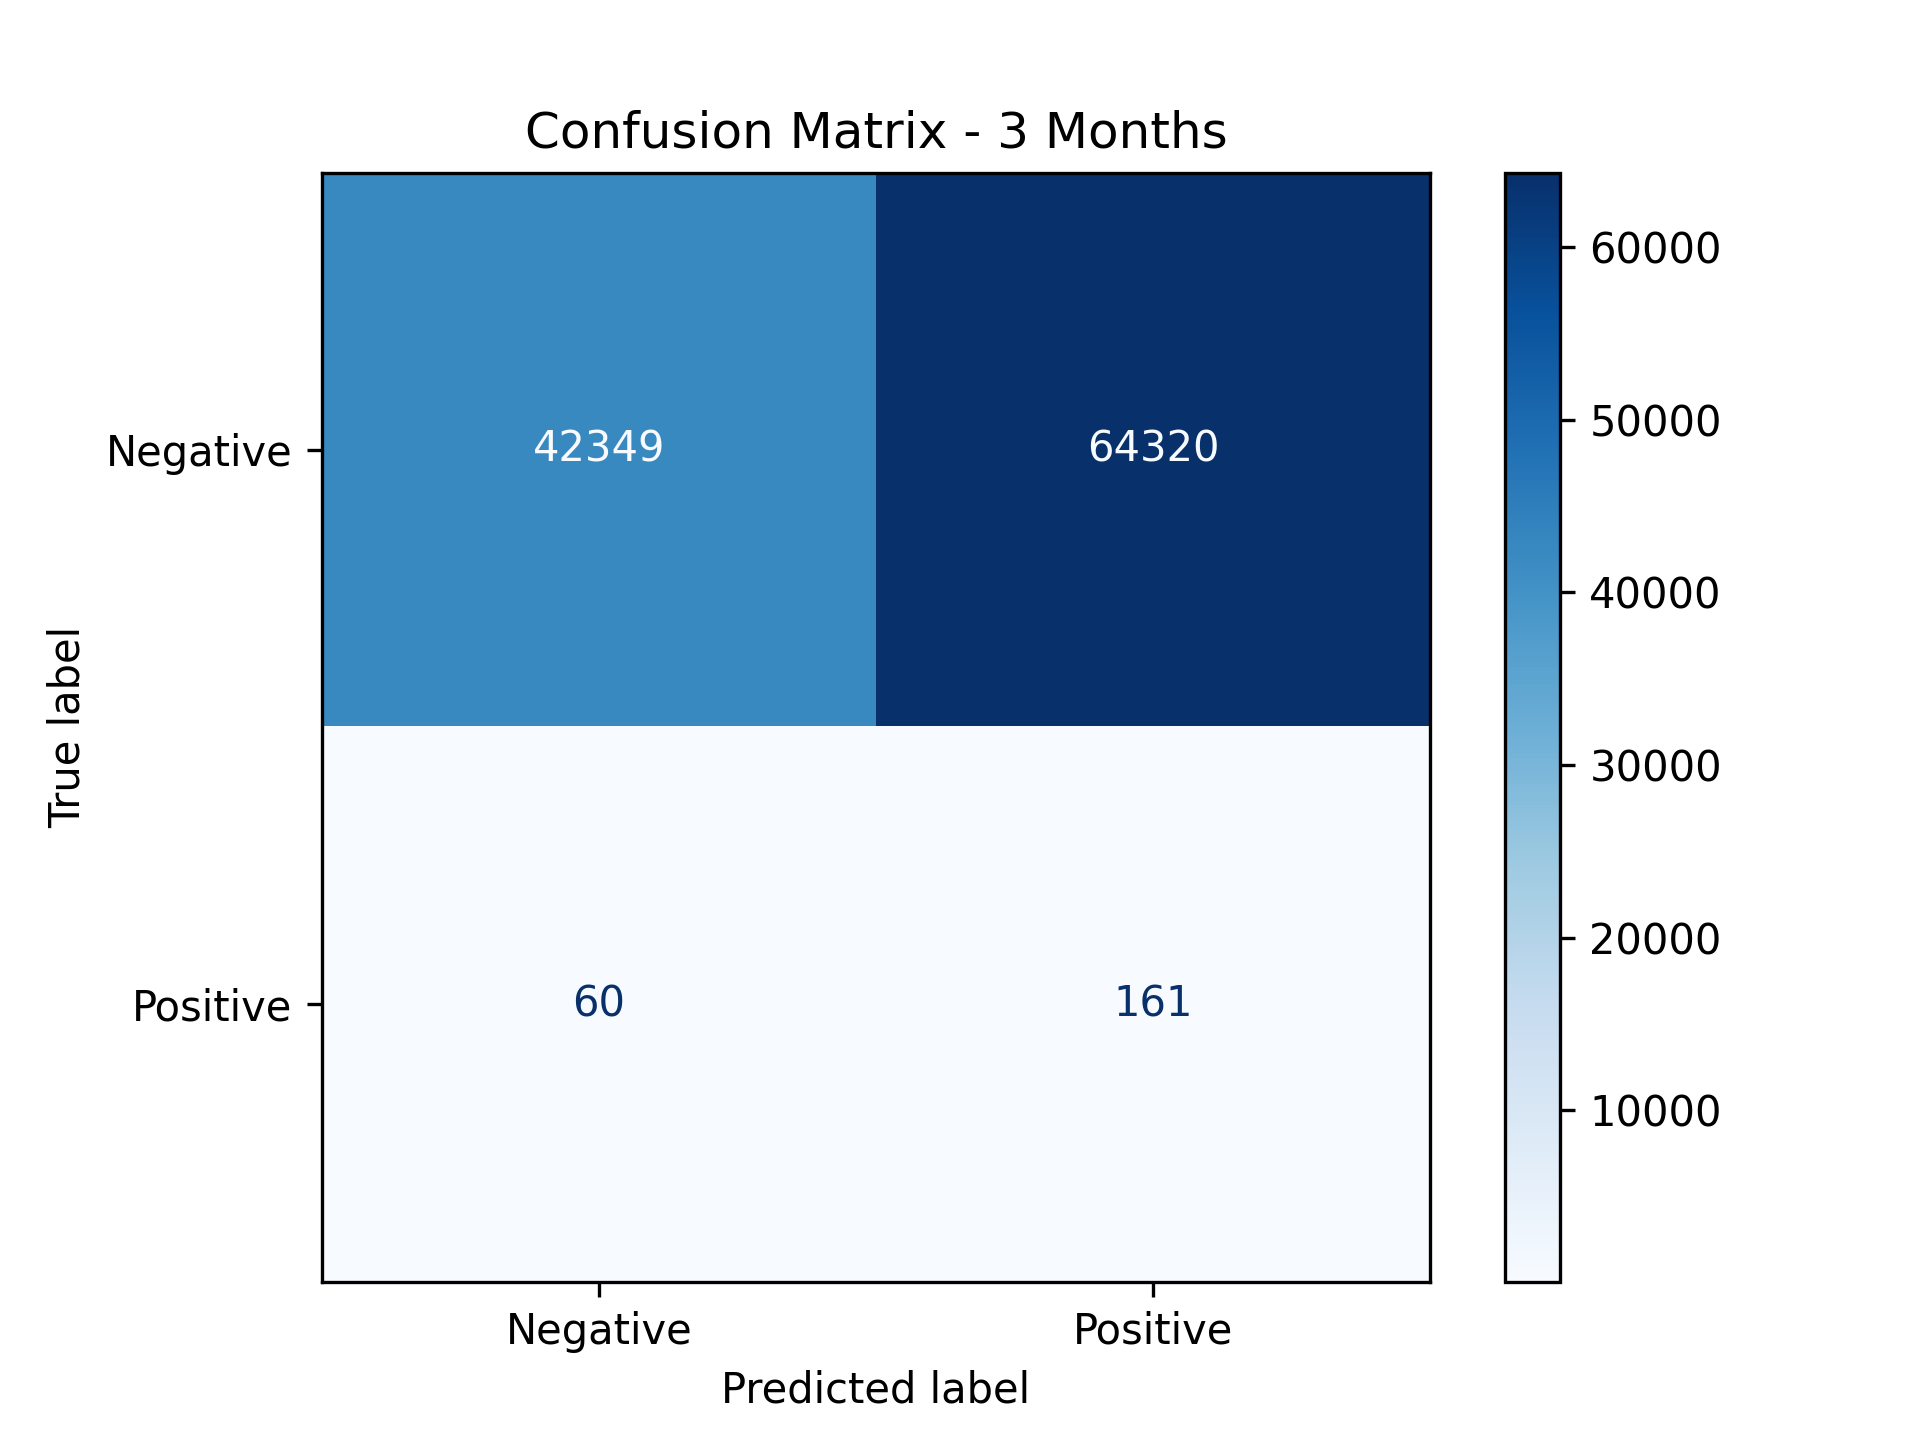 Confusion Matrix - 3 Months
True label
Negative
42349
64320
Positive
60
161
Negative
Positive
Predicted label
60000
50000
40000
30000
20000
10000